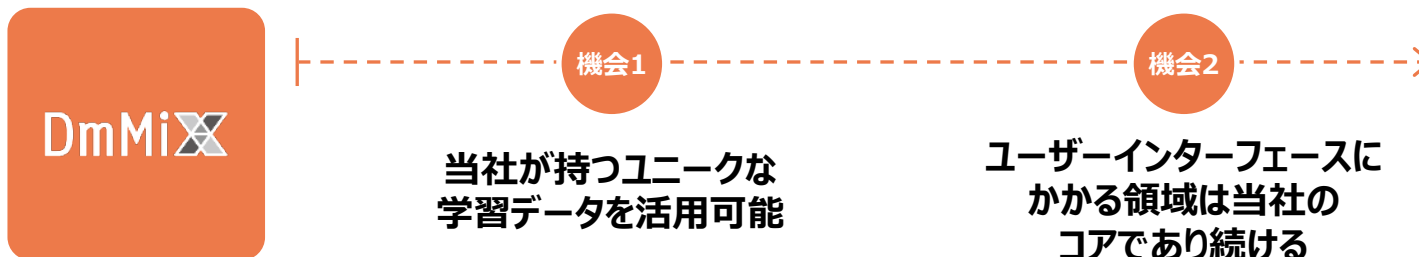 DmMiX
機会1
当社が持つユニークな
学習データを活用可能
機会2
ユーザーインターフェースに
かかる領域は当社の
コアであり続ける